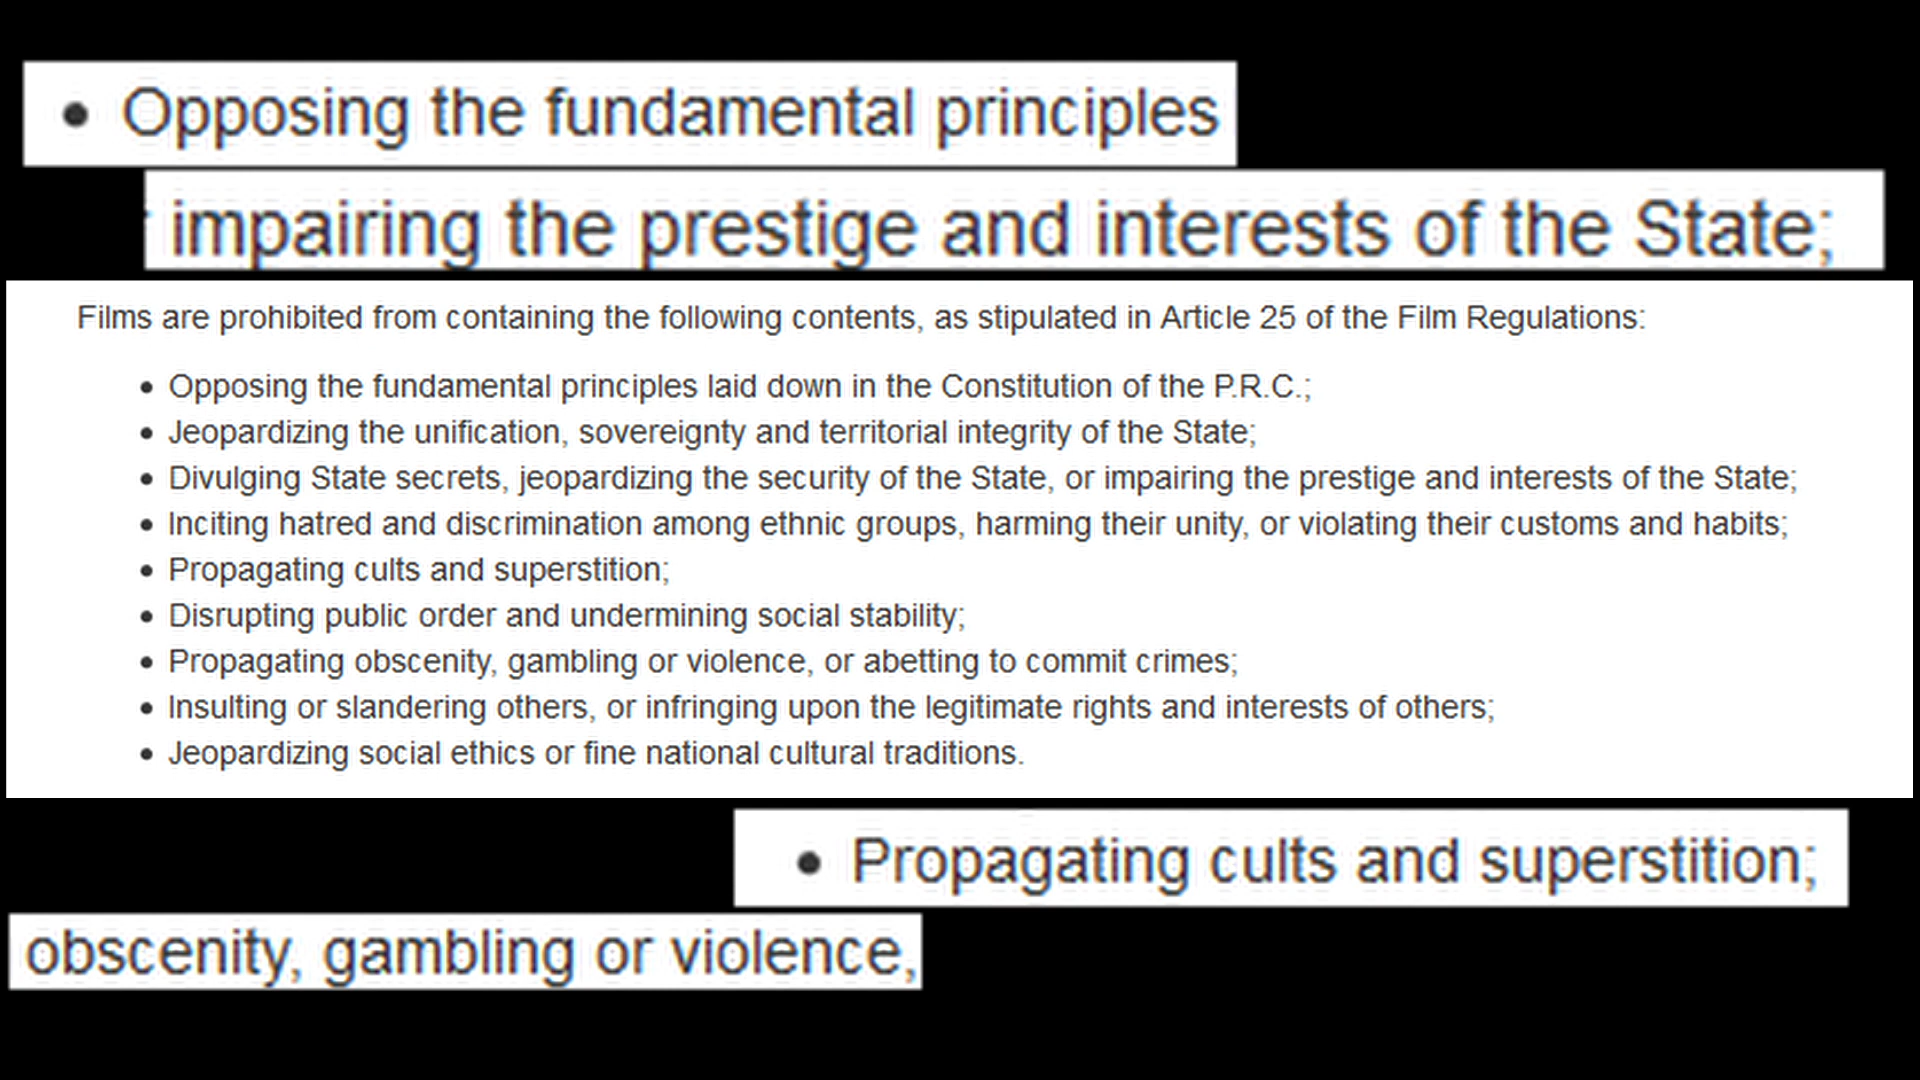 • Opposing the fundamental principles
impairing the prestige and interests of the State;
Films are prohibited from containing the following contents, as stipulated in Article 25 of the Film Regulations:
• Opposing the fundamental principles laid down in the Constitution of the P.R.C.;
• Jeopardizing the unification, sovereignty and territorial integrity of the State;
• Divulging State secrets, jeopardizing the security of the State, or impairing the prestige and interests of the State;
• Inciting hatred and discrimination among ethnic groups, harming their unity, or violating their customs and habits;
• Propagating cults and superstition;
• Disrupting public order and undermining social stability;
• Propagating obscenity, gambling or violence, or abetting to commit crimes;
• Insulting or slandering others, or infringing upon the legitimate rights and interests of others;
• Jeopardizing social ethics or fine national cultural traditions.
• Propagating cults and superstition;
obscenity, gambling or violence,